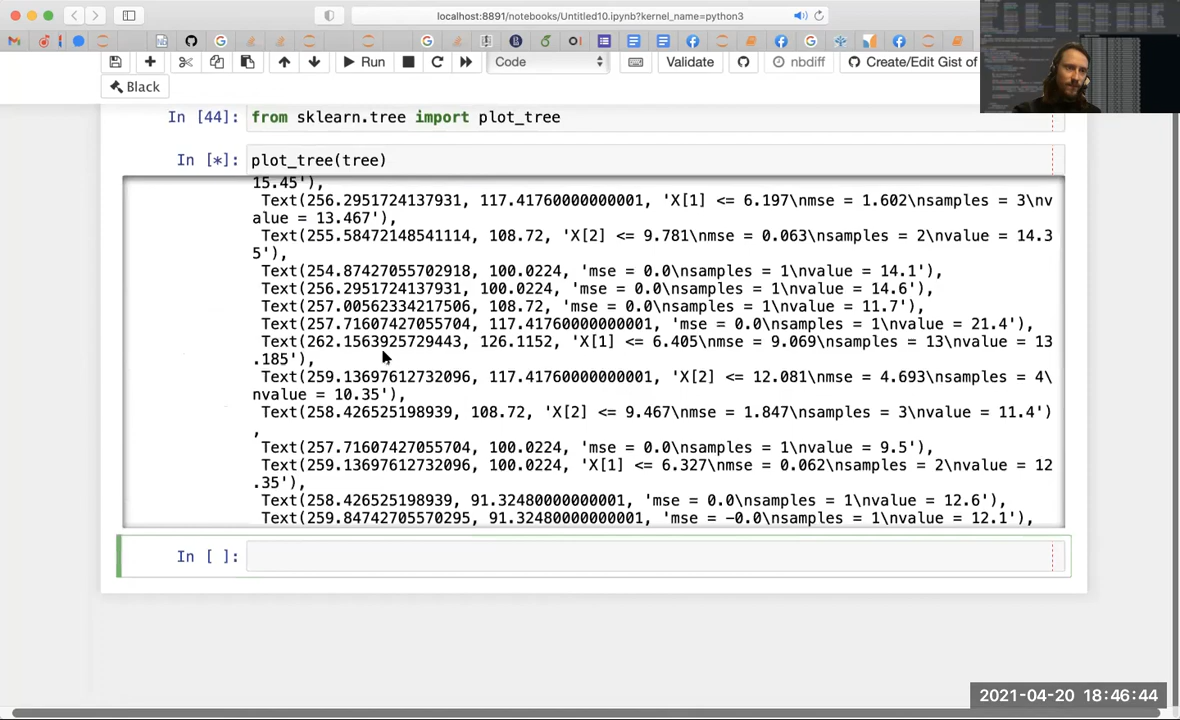 localhost:8891/notebooks/Untitled10.ipynb?kernel_name=python3
Run
Code
Validate
nbdiff
Create/Edit Gist of
Black
In [44]: from sklearn.tree import plot_tree
In [*]: plot_tree(tree)
15.45'),
Text(256.2951724137931, 117.41760000000001, 'X[1] <= 6.197\nmse = 1.602\nsamples = 3\nv
alue = 13.467'),
Text(255.58472148541114, 108.72, 'X[2] <= 9.781\nmse = 0.063\nsamples = 2\nvalue = 14.3
5'),
Text(254.87427055702918, 100.0224, 'mse = 0.0\nsamples = 1\nvalue = 14.1'),
Text(256.2951724137931, 100.0224, 'mse = 0.0\nsamples = 1\nvalue = 14.6'),
Text(257.00562334217506, 108.72, 'mse = 0.0\nsamples = 1\nvalue = 11.7'),
Text(257.71607427055704, 117.41760000000001, 'mse = 0.0\nsamples = 1\nvalue = 21.4'),
Text(262.1563925729443, 126.1152, 'X[1] <= 6.405\nmse = 9.069\nsamples = 13\nvalue = 13
.185'),
Text(259.13697612732096, 117.41760000000001, 'X[2] <= 12.081\nmse = 4.693\nsamples = 4\
nvalue = 10.35'),
Text(258.426525198939, 108.72, 'X[2] <= 9.467\nmse = 1.847\nsamples = 3\nvalue = 11.4')
,
Text(257.71607427055704, 100.0224, 'mse = 0.0\nsamples = 1\nvalue = 9.5'),
Text(259.13697612732096, 100.0224, 'X[1] <= 6.327\nmse = 0.062\nsamples = 2\nvalue = 12
.35'),
Text(258.426525198939, 91.32480000000001, 'mse = 0.0\nsamples = 1\nvalue = 12.6'),
Text(259.84742705570295, 91.32480000000001, 'mse = -0.0\nsamples = 1\nvalue = 12.1'),
In [ ]:
2021-04-20 18:46:44